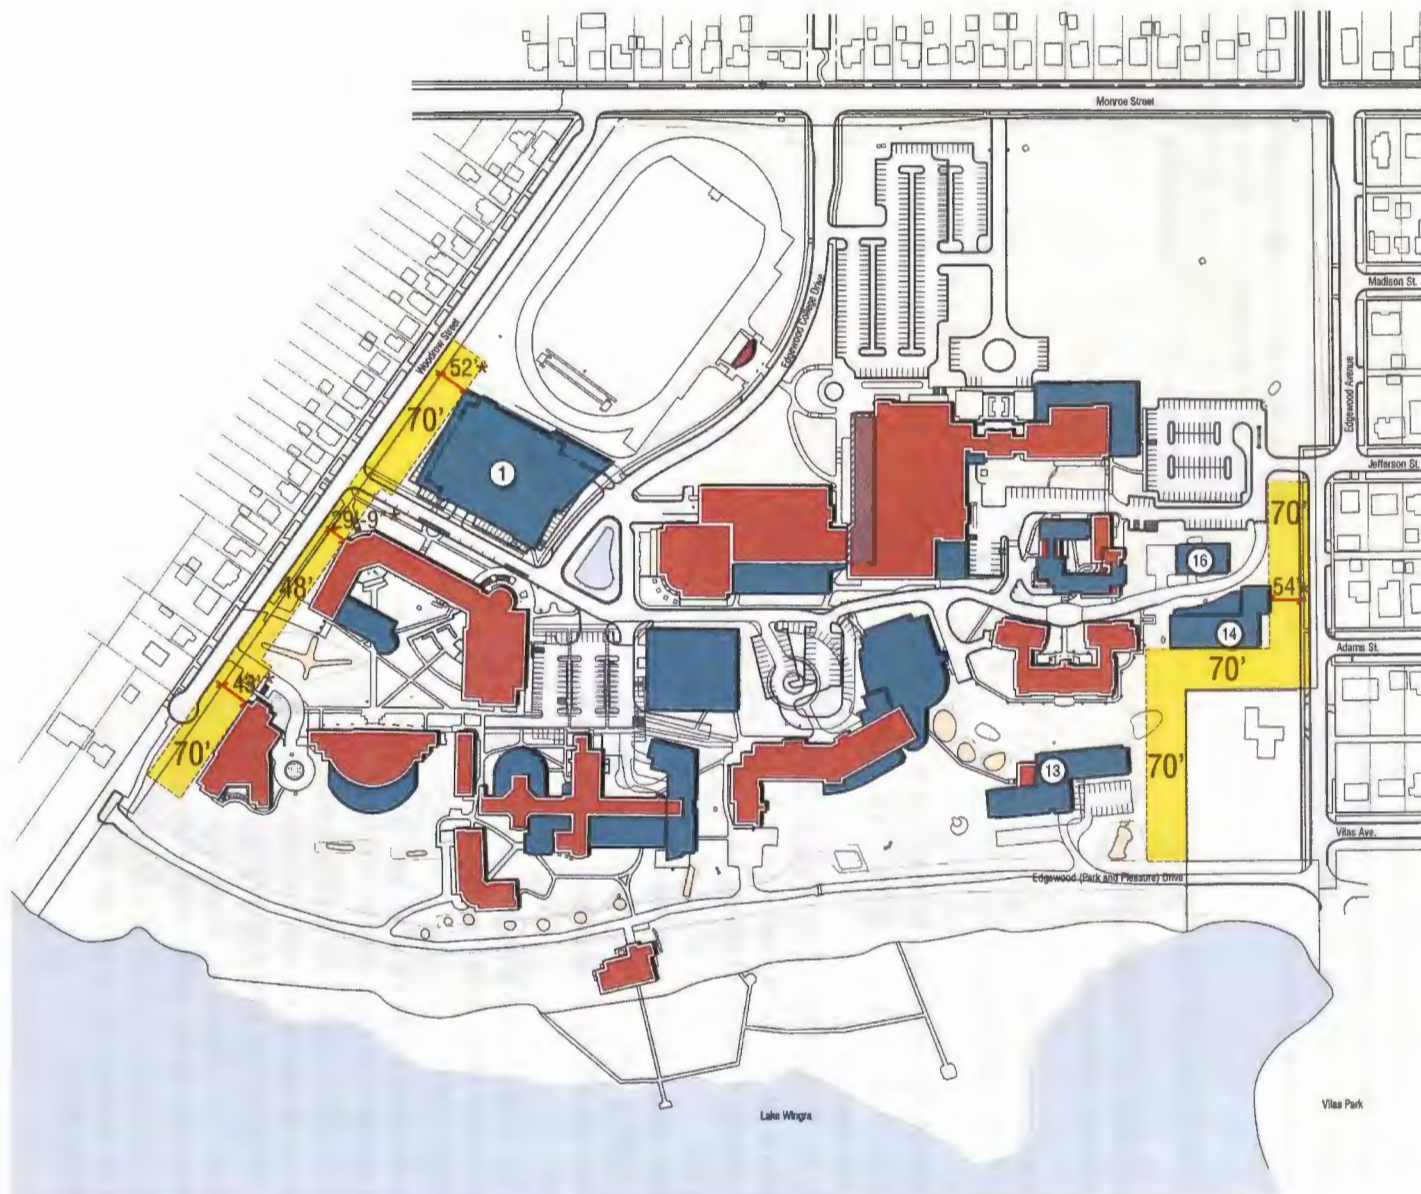 Monroe Street
Madison St.
Edgewood College Drive
Woodrow Street
52'*
Edgewood Avenue
70'
Jefferson St.
1
70'
29'-9"*
16
48'
54'*
14
Adams St.
70'
70'
13
70'
Vilas Ave.
Edgewood (Park and Pleasure) Drive
Lake Wingra
Vilas Park